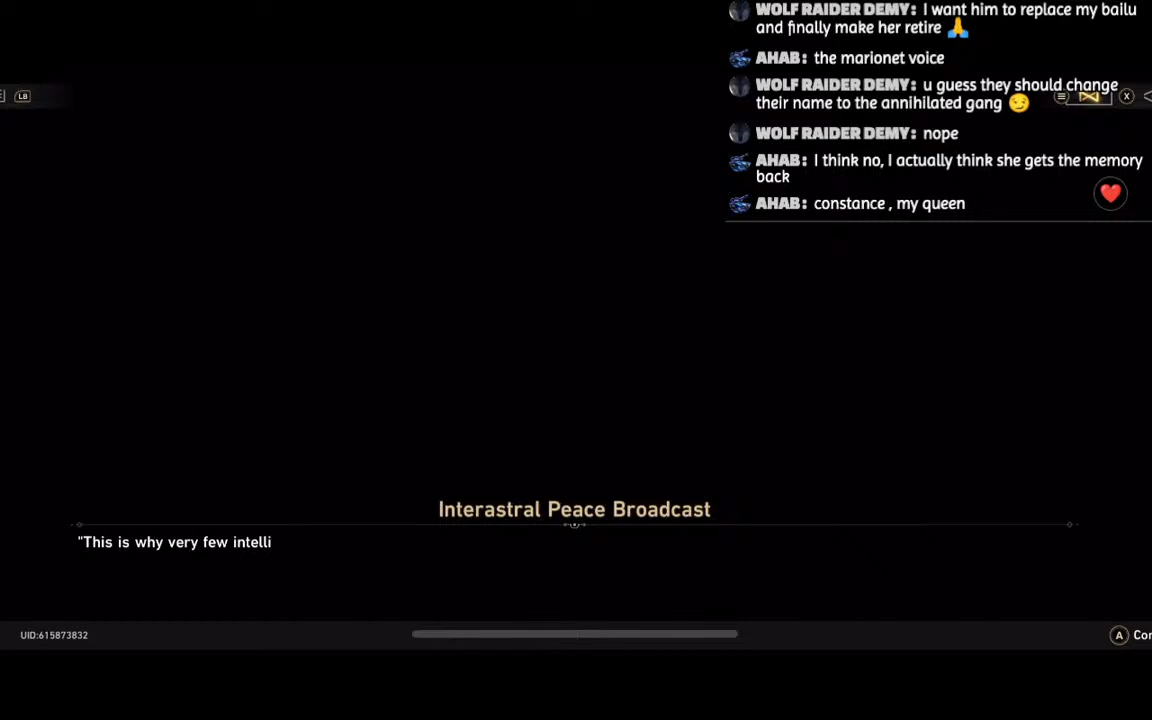 WOLF RAIDER DEMY: I want him to replace my bailu
and finally make her retire 🙏
AHAB: the marionet voice
WOLF RAIDER DEMY: u guess they should change
their name to the annihilated gang 😏
LB
X
WOLF RAIDER DEMY: nope
AHAB: I think no, I actually think she gets the memory
back
AHAB: constance , my queen
Interastral Peace Broadcast
"This is why very few intelli
UID:615873832
A Con